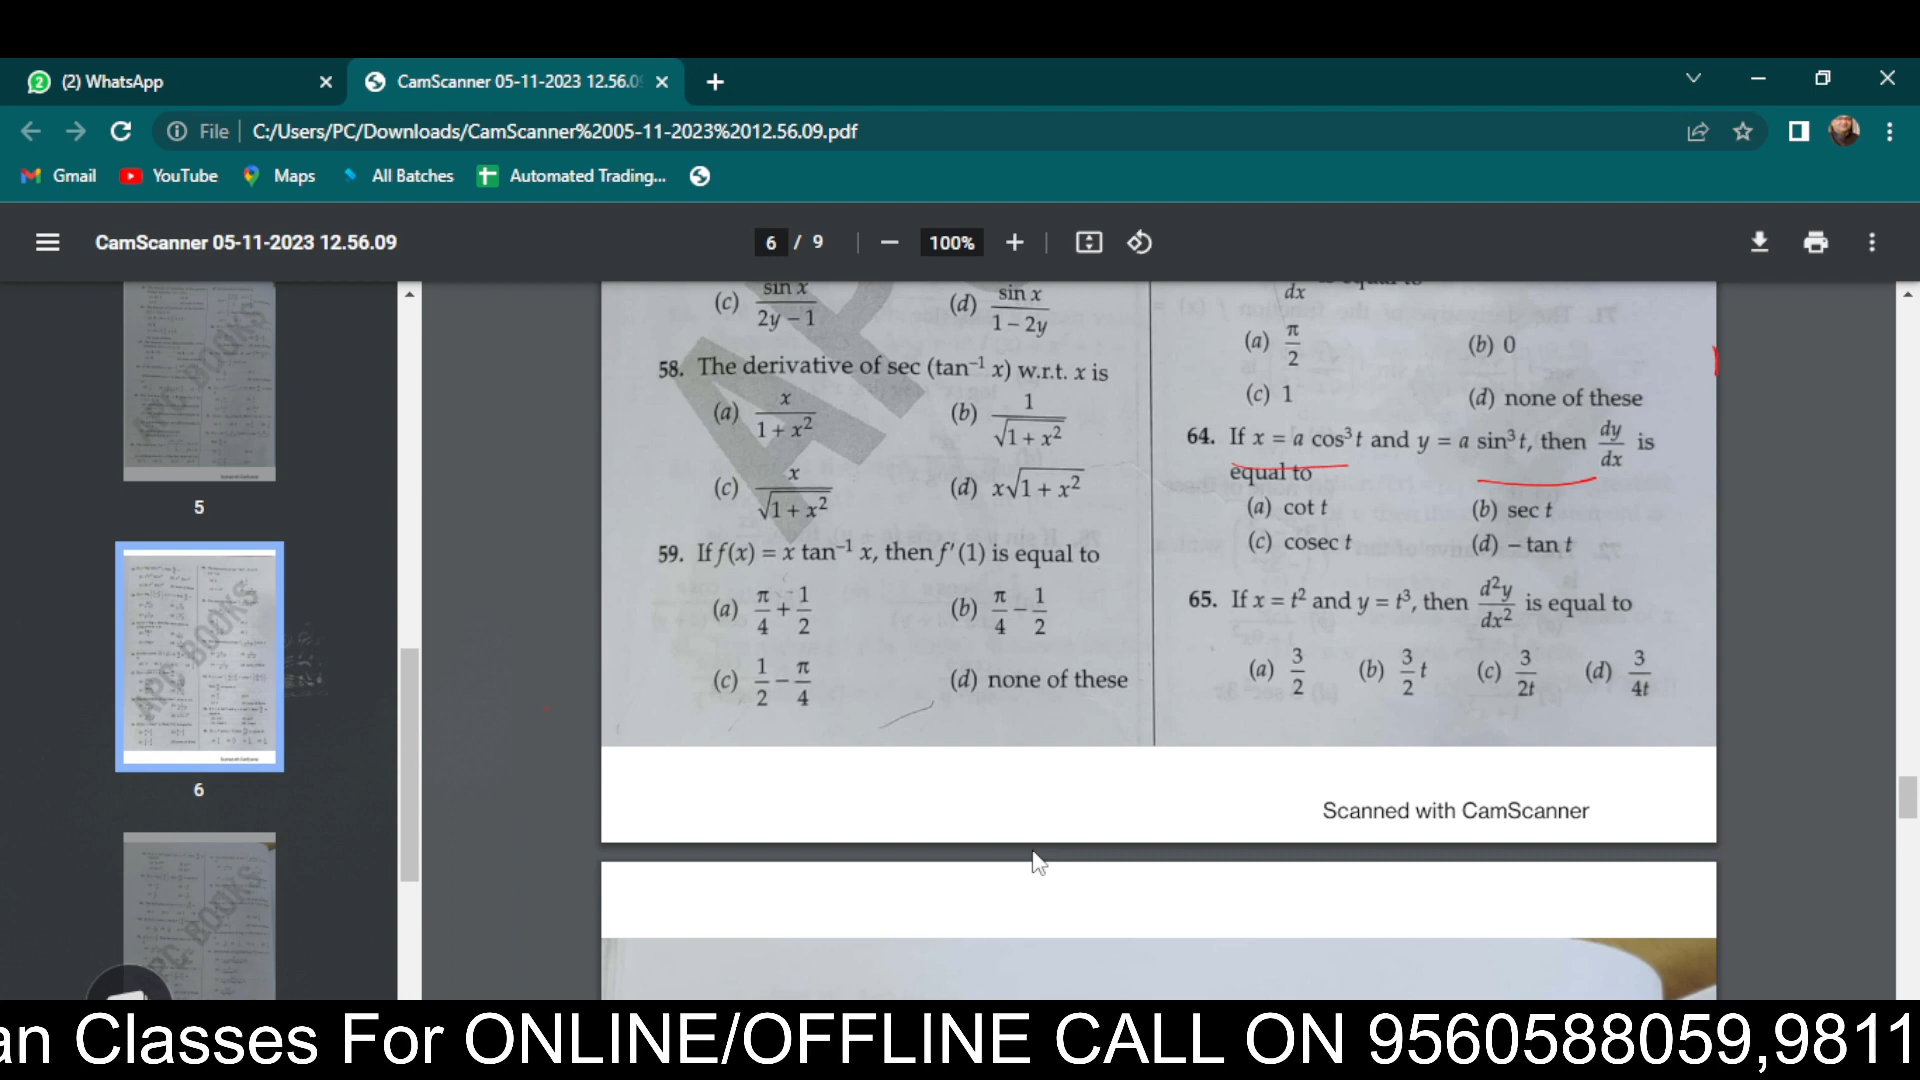 (2) WhatsApp
CamScanner 05-11-2023 12.56.0
File
C:/Users/PC/Downloads/CamScanner%2005-11-2023%2012.56.09.pdf
Gmail
YouTube
Maps
All Batches
Automated Trading...
CamScanner 05-11-2023 12.56.09
6 / 9
100%
5
6
APC BOOKS
(c) sin x / 2y − 1
(d) sin x / 1 − 2y
58. The derivative of sec (tan⁻¹ x) w.r.t. x is
(a) x / 1 + x²
(b) 1 / √1 + x²
(c) x / √1 + x²
(d) x√1 + x²
59. If f(x) = x tan⁻¹ x, then f′(1) is equal to
(a) π/4 + 1/2
(b) π/4 − 1/2
(c) 1/2 − π/4
(d) none of these
dx
(a) π/2
(b) 0
(c) 1
(d) none of these
64. If x = a cos³ t and y = a sin³ t, then dy/dx is
equal to
(a) cot t
(b) sec t
(c) cosec t
(d) − tan t
65. If x = t² and y = t³, then d²y/dx² is equal to
(a) 3/2 (b) 3/2 t (c) 3/2t (d) 3/4t
Scanned with CamScanner
an Classes For ONLINE/OFFLINE CALL ON 9560588059,9811